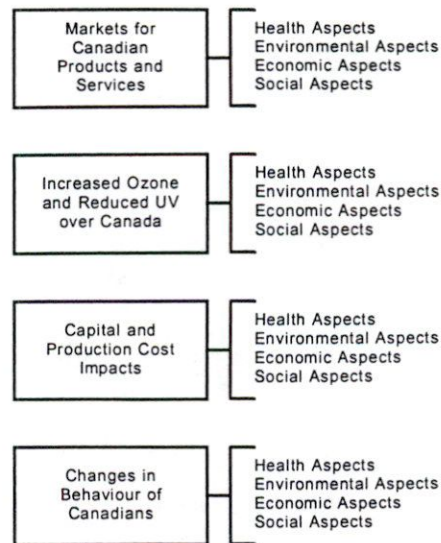 Markets for
Canadian
Products and
Services
Health Aspects
Environmental Aspects
Economic Aspects
Social Aspects
Increased Ozone
and Reduced UV
over Canada
Health Aspects
Environmental Aspects
Economic Aspects
Social Aspects
Capital and
Production Cost
Impacts
Health Aspects
Environmental Aspects
Economic Aspects
Social Aspects
Changes in
Behaviour of
Canadians
Health Aspects
Environmental Aspects
Economic Aspects
Social Aspects